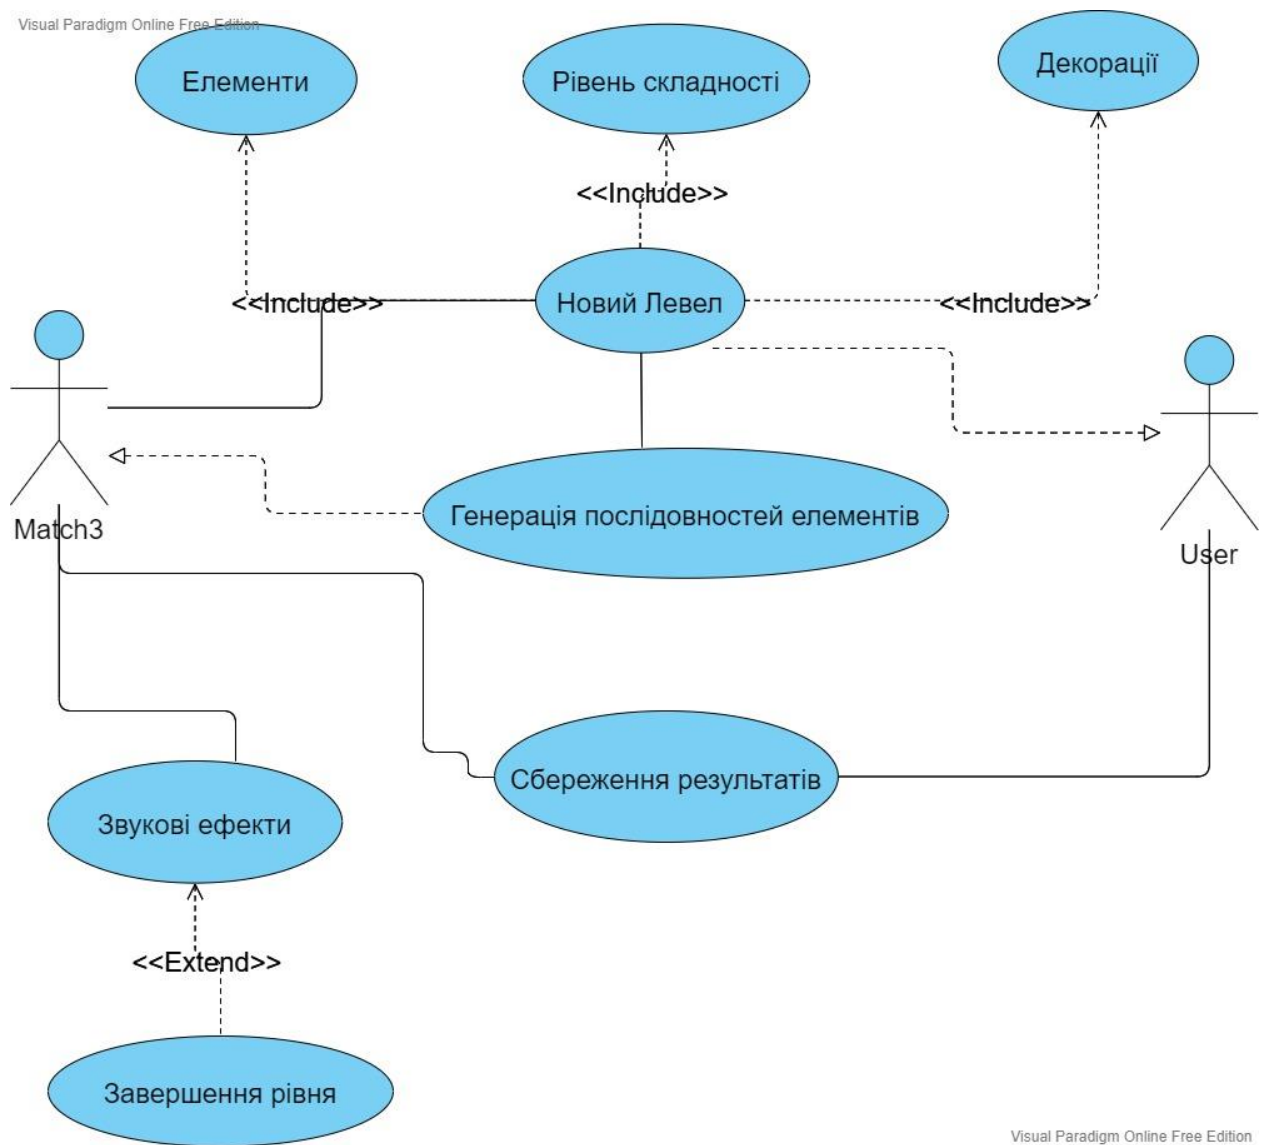 Visual Paradigm Online Free Edition
Елементи
Рівень складності
Декорації
<<Include>>
<<Include>>
Новий Левел
<<Include>>
Match3
Генерація послідовностей елементів
User
Сбереження результатів
Звукові ефекти
<<Extend>>
Завершення рівня
Visual Paradigm Online Free Edition